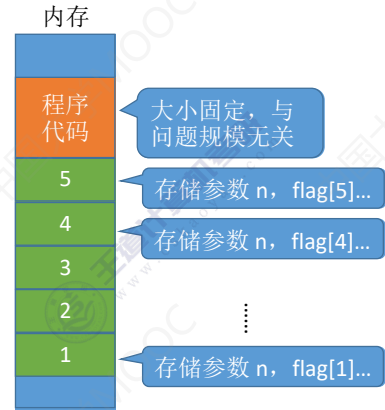 内存
程序
代码
大小固定，与
问题规模无关
5
存储参数 n，flag[5]...
4
存储参数 n，flag[4]...
3
2
......
1
存储参数 n，flag[1]...